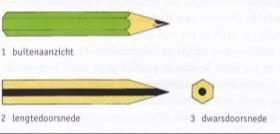 1 buitenaanzicht
2 lengtedoorsnede
3 dwarsdoorsnede